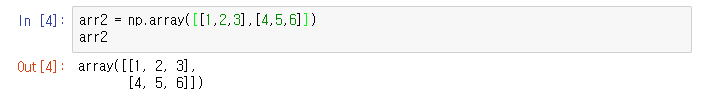 In [4]: arr2 = np.array([[1,2,3],[4,5,6]])
arr2
Out[4]: array([[1, 2, 3],
[4, 5, 6]])